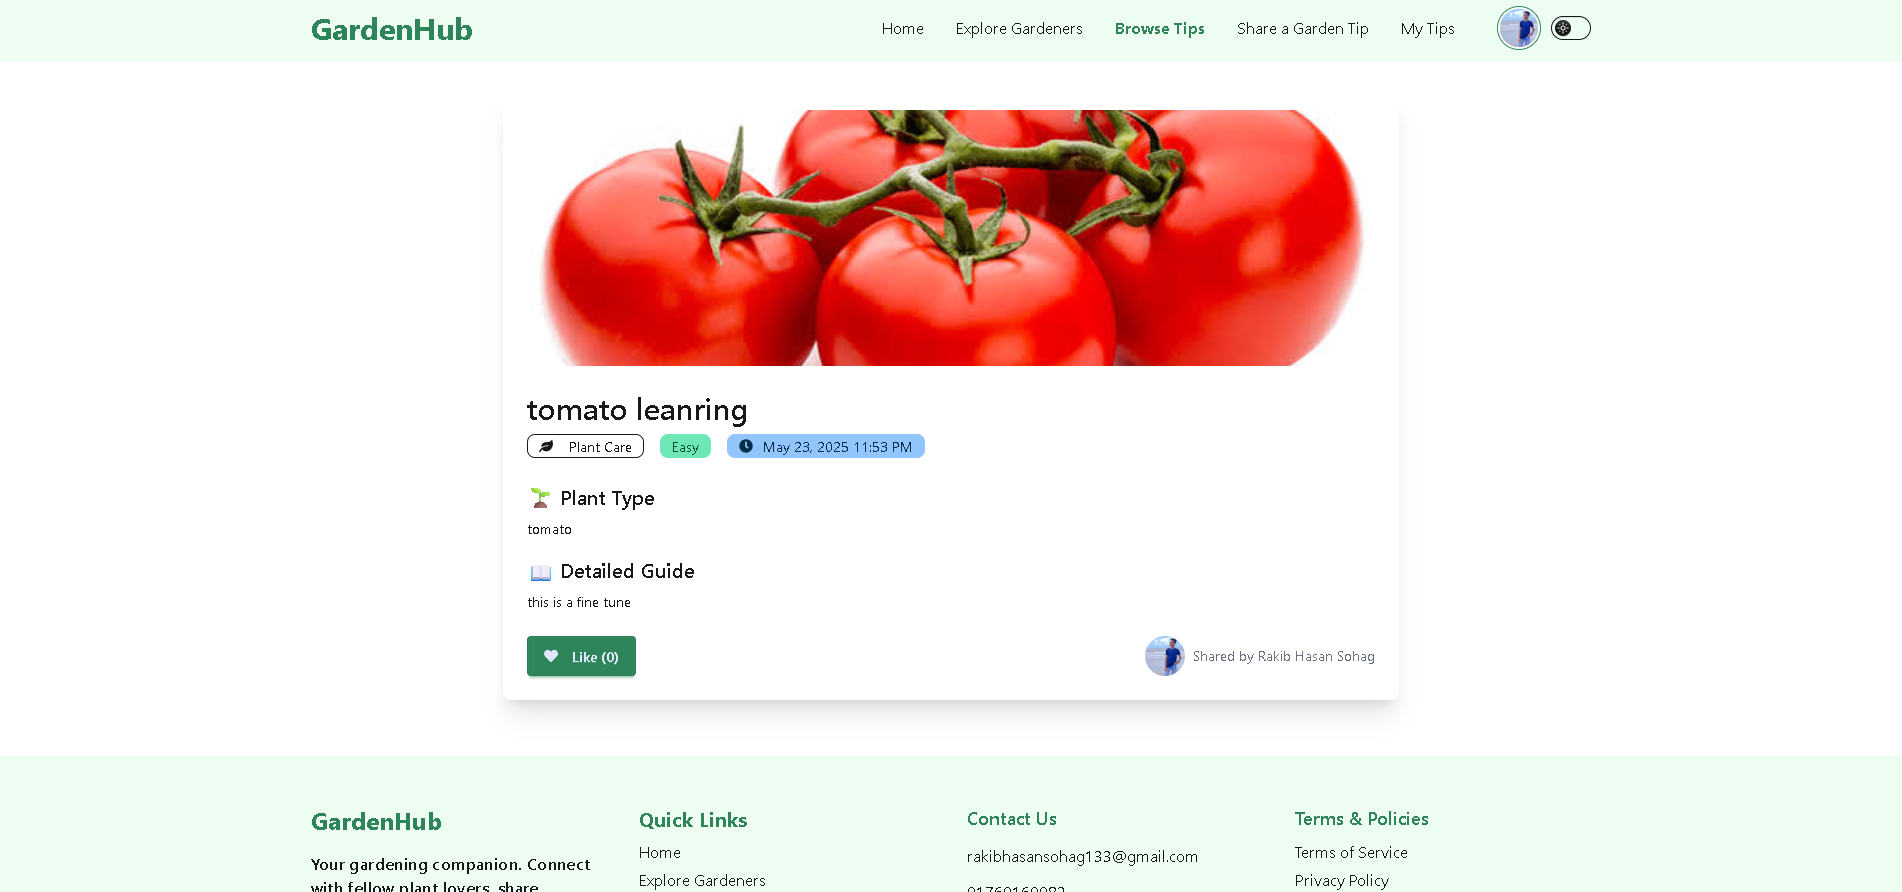 GardenHub
Home
Explore Gardeners
Browse Tips
Share a Garden Tip
My Tips
tomato leanring
Plant Care
Easy
May 23, 2025 11:53 PM
Plant Type
tomato
Detailed Guide
this is a fine tune
Like (0)
Shared by Rakib Hasan Sohag
GardenHub
Your gardening companion. Connect
with fellow plant lovers, share
Quick Links
Home
Explore Gardeners
Contact Us
rakibhasansohag133@gmail.com
Terms & Policies
Terms of Service
Privacy Policy